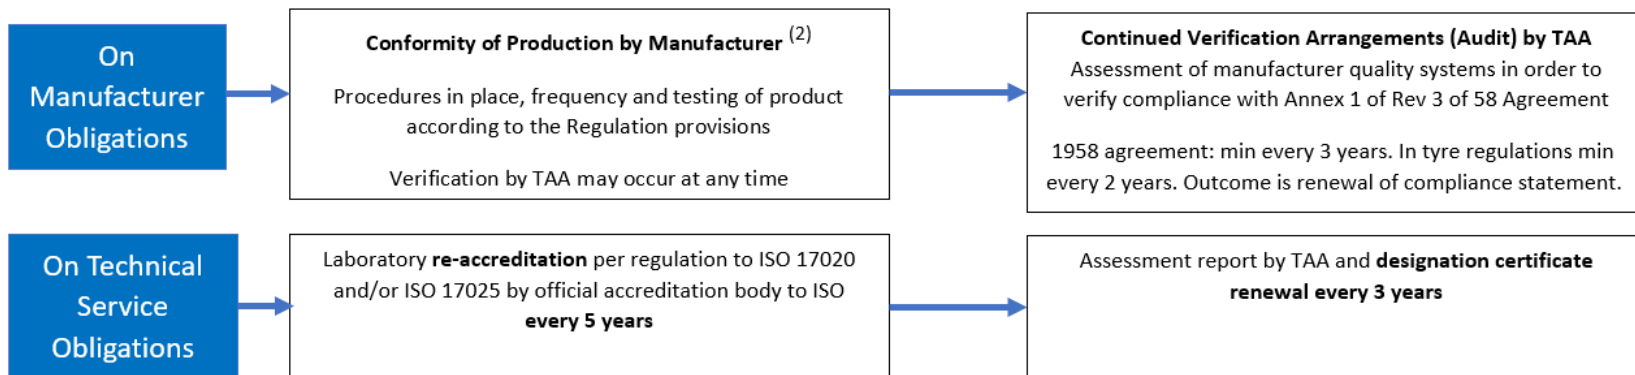 On
Manufacturer
Obligations
Conformity of Production by Manufacturer (2)
Procedures in place, frequency and testing of product
according to the Regulation provisions
Verification by TAA may occur at any time
Continued Verification Arrangements (Audit) by TAA
Assessment of manufacturer quality systems in order to
verify compliance with Annex 1 of Rev 3 of 58 Agreement
1958 agreement: min every 3 years. In tyre regulations min
every 2 years. Outcome is renewal of compliance statement.
On Technical
Service
Obligations
Laboratory re-accreditation per regulation to ISO 17020
and/or ISO 17025 by official accreditation body to ISO
every 5 years
Assessment report by TAA and designation certificate
renewal every 3 years